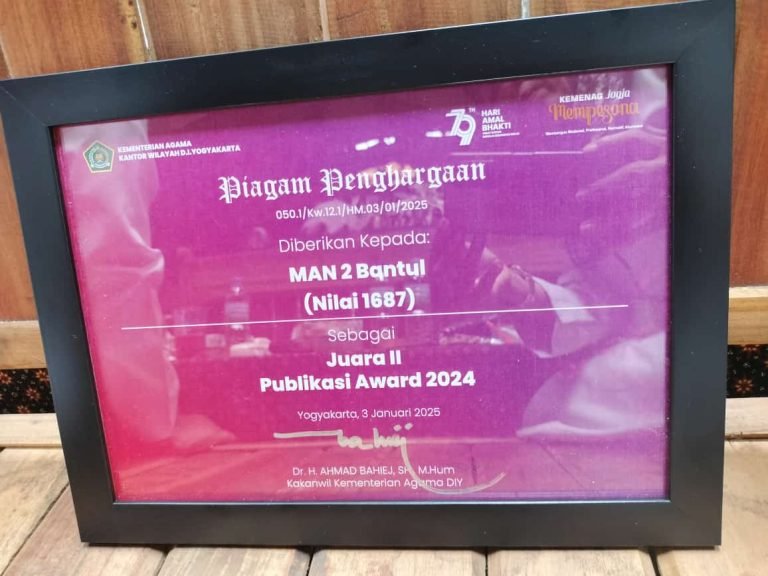 KEMENTERIAN AGAMA
KANTOR WILAYAH D.I.YOGYAKARTA
79 TH
HARI
AMAL
BHAKTI
KEMENAG Jogja
Mempesona
Piagam Penghargaan
050.1/Kw.12.1/HM.03/01/2025
Diberikan Kepada:
MAN 2 Bantul
(Nilai 1687)
Sebagai
Juara II
Publikasi Award 2024
Yogyakarta, 3 Januari 2025
Dr. H. AHMAD BAHIEJ, SH, M.Hum
Kakanwil Kementerian Agama DIY